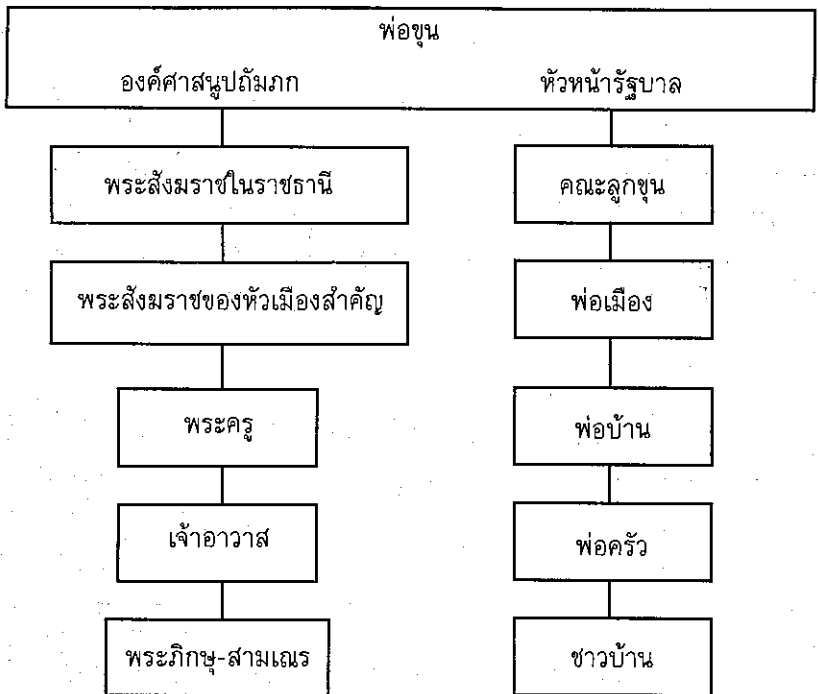 พ่อขุน
องค์ศาสนูปถัมภก
หัวหน้ารัฐบาล
พระสังฆราชในราชธานี
คณะลูกขุน
พระสังฆราชของหัวเมืองสำคัญ
พ่อเมือง
พระครู
พ่อบ้าน
เจ้าอาวาส
พ่อครัว
พระภิกษุ-สามเณร
ชาวบ้าน